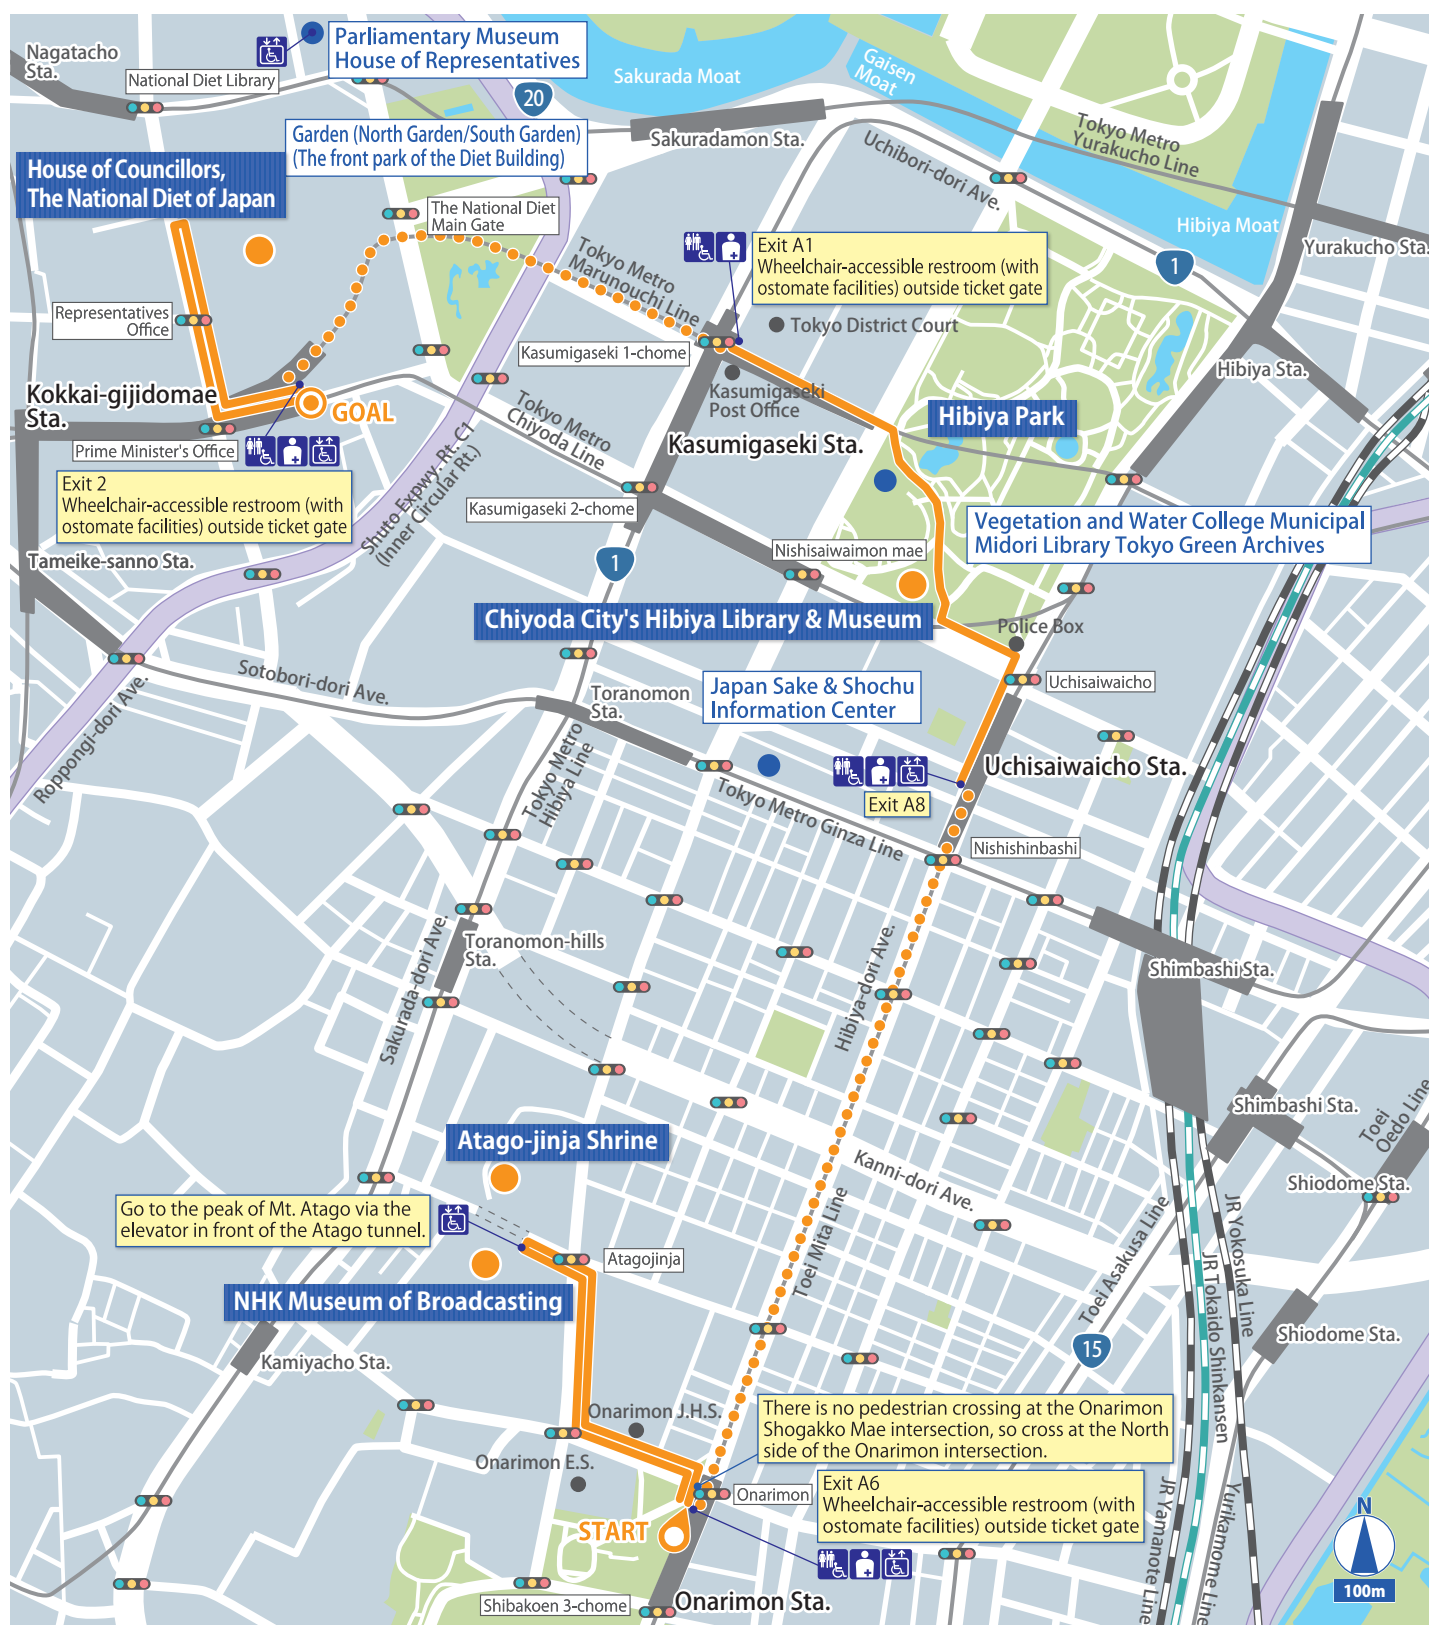 Nagatacho
Sta.
National Diet Library
Parliamentary Museum
House of Representatives
20
Sakurada Moat
Gaisen
Moat
Garden (North Garden/South Garden)
(The front park of the Diet Building)
Sakuradamon Sta.
Tokyo Metro
Yurakucho Line
Uchibori-dori Ave.
House of Councillors,
The National Diet of Japan
The National Diet
Main Gate
Hibiya Moat
Yurakucho Sta.
1
Exit A1
Wheelchair-accessible restroom (with
ostomate facilities) outside ticket gate
Tokyo Metro
Marunouchi Line
Representatives
Office
Tokyo District Court
Kasumigaseki 1-chome
Hibiya Sta.
Kokkai-gijidomae
Sta.
GOAL
Kasumigaseki
Post Office
Hibiya Park
Tokyo Metro
Chiyoda Line
Kasumigaseki Sta.
Prime Minister's Office
Exit 2
Wheelchair-accessible restroom (with
ostomate facilities) outside ticket gate
Shuto Expwy. Rt. C1
(Inner Circular Rt.)
Kasumigaseki 2-chome
Vegetation and Water College Municipal
Midori Library Tokyo Green Archives
Nishisaiwaimon mae
Tameike-sanno Sta.
1
Chiyoda City's Hibiya Library & Museum
Police Box
Sotobori-dori Ave.
Roppongi-dori Ave.
Toranomon
Sta.
Japan Sake & Shochu
Information Center
Uchisaiwaicho
Uchisaiwaicho Sta.
Tokyo Metro
Hibiya Line
Exit A8
Tokyo Metro Ginza Line
Nishishinbashi
Sakurada-dori Ave.
Toranomon-hills
Sta.
Hibiya-dori Ave.
Shimbashi Sta.
Shimbashi Sta.
Toei
Oedo Line
Atago-jinja Shrine
Kanni-dori Ave.
Shiodome Sta.
Go to the peak of Mt. Atago via the
elevator in front of the Atago tunnel.
Atagojinja
Toei Mita Line
Toei Asakusa Line
JR Yokosuka Line
JR Tokaido Shinkansen
NHK Museum of Broadcasting
Shiodome Sta.
15
Kamiyacho Sta.
Onarimon J.H.S.
There is no pedestrian crossing at the Onarimon
Shogakko Mae intersection, so cross at the North
side of the Onarimon intersection.
Onarimon E.S.
Onarimon
Exit A6
Wheelchair-accessible restroom (with
ostomate facilities) outside ticket gate
JR Yamanote Line
Yurikamome Line
START
N
100m
Shibakoen 3-chome
Onarimon Sta.